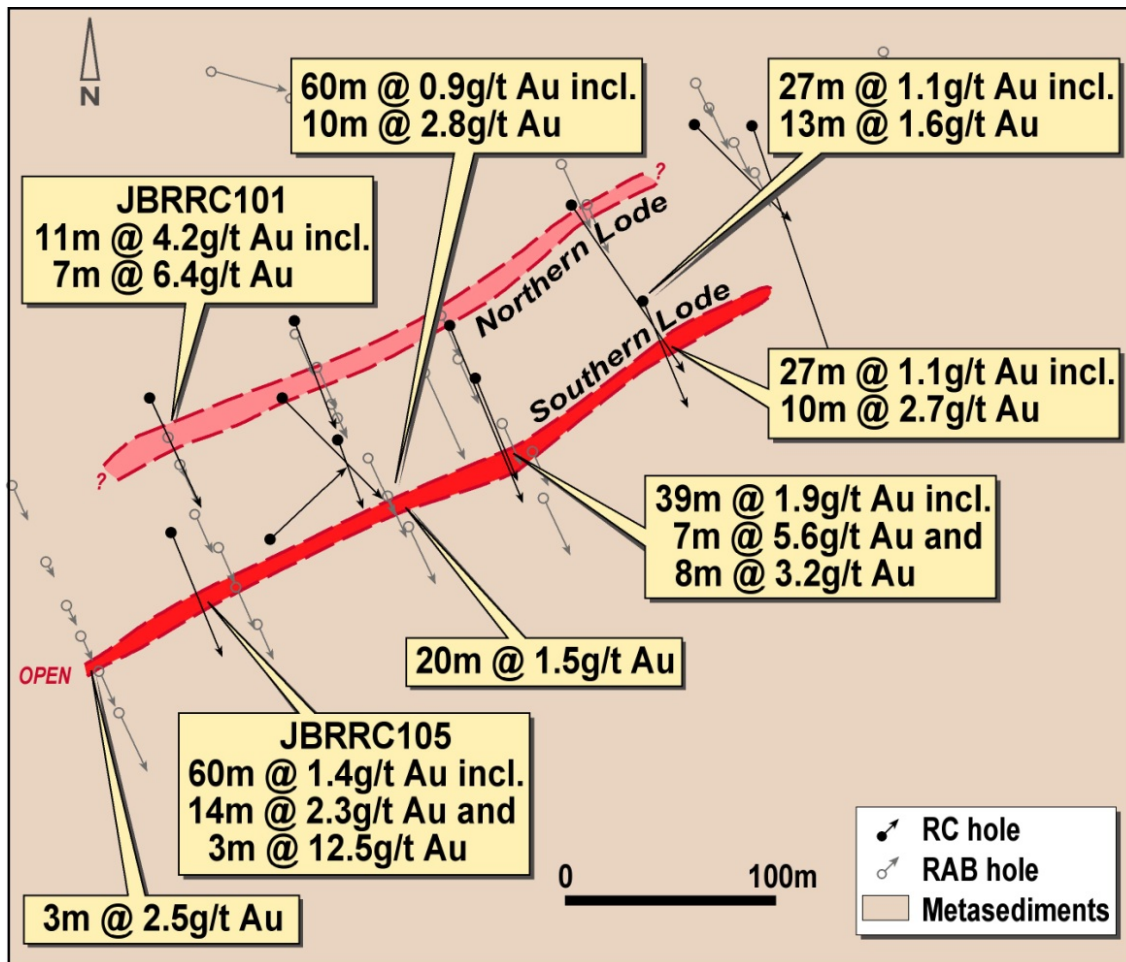 N
60m @ 0.9g/t Au incl.
10m @ 2.8g/t Au
27m @ 1.1g/t Au incl.
13m @ 1.6g/t Au
JBRRC101
11m @ 4.2g/t Au incl.
7m @ 6.4g/t Au
?
Northern Lode
Southern Lode
?
27m @ 1.1g/t Au incl.
10m @ 2.7g/t Au
39m @ 1.9g/t Au incl.
7m @ 5.6g/t Au and
8m @ 3.2g/t Au
20m @ 1.5g/t Au
OPEN
JBRRC105
60m @ 1.4g/t Au incl.
14m @ 2.3g/t Au and
3m @ 12.5g/t Au
3m @ 2.5g/t Au
0 100m
RC hole
RAB hole
Metasediments